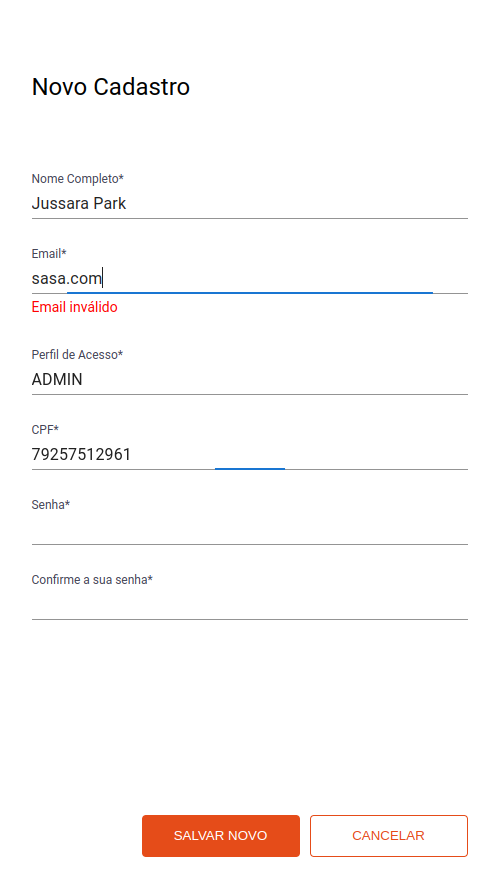 Novo Cadastro
Nome Completo*
Jussara Park
Email*
sasa.com
Email inválido
Perfil de Acesso*
ADMIN
CPF*
79257512961
Senha*
Confirme a sua senha*
SALVAR NOVO
CANCELAR